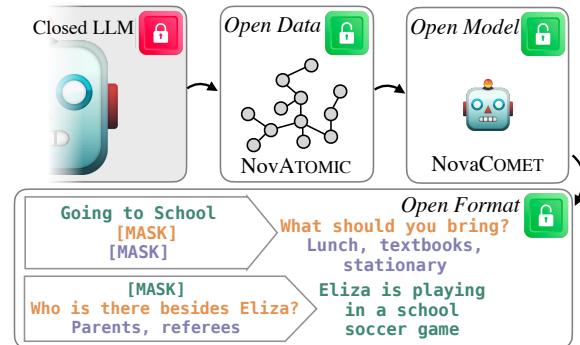 Closed LLM
Open Data
Open Model
NOVATOMIC
NOVACOMET
Open Format
Going to School
[MASK]
[MASK]
What should you bring?
Lunch, textbooks,
stationary
[MASK]
Who is there besides Eliza?
Parents, referees
Eliza is playing
in a school
soccer game